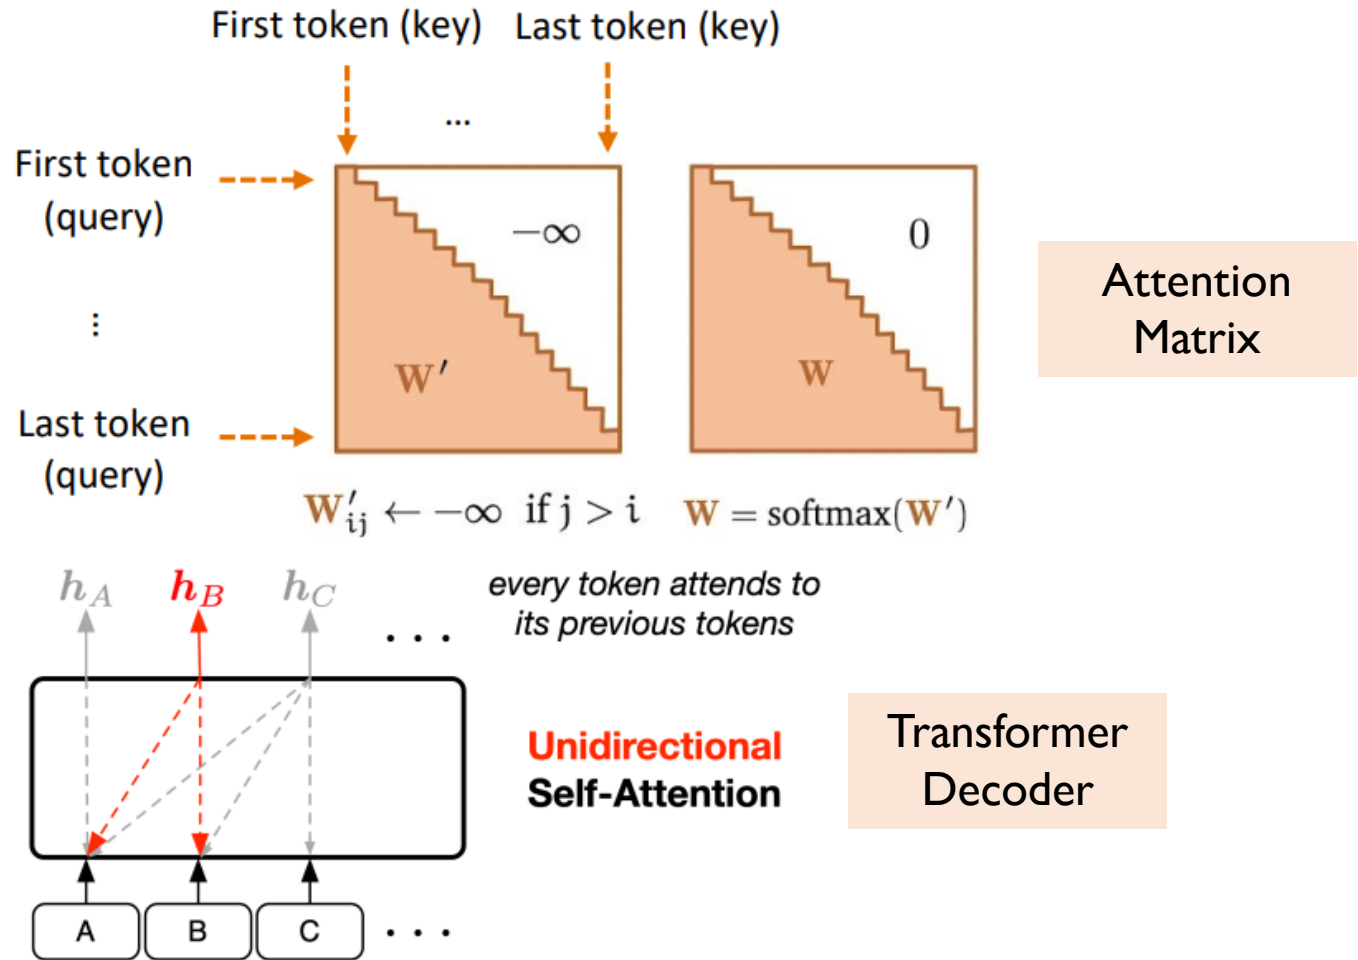 First token (key) Last token (key)
...
First token
(query)
⋮
Last token
(query)
−∞
0
W′
W
W′ij ← −∞ if j > i
W = softmax(W′)
Attention
Matrix
hA hB hC
. . .
every token attends to
its previous tokens
Unidirectional
Self-Attention
Transformer
Decoder
A B C . . .